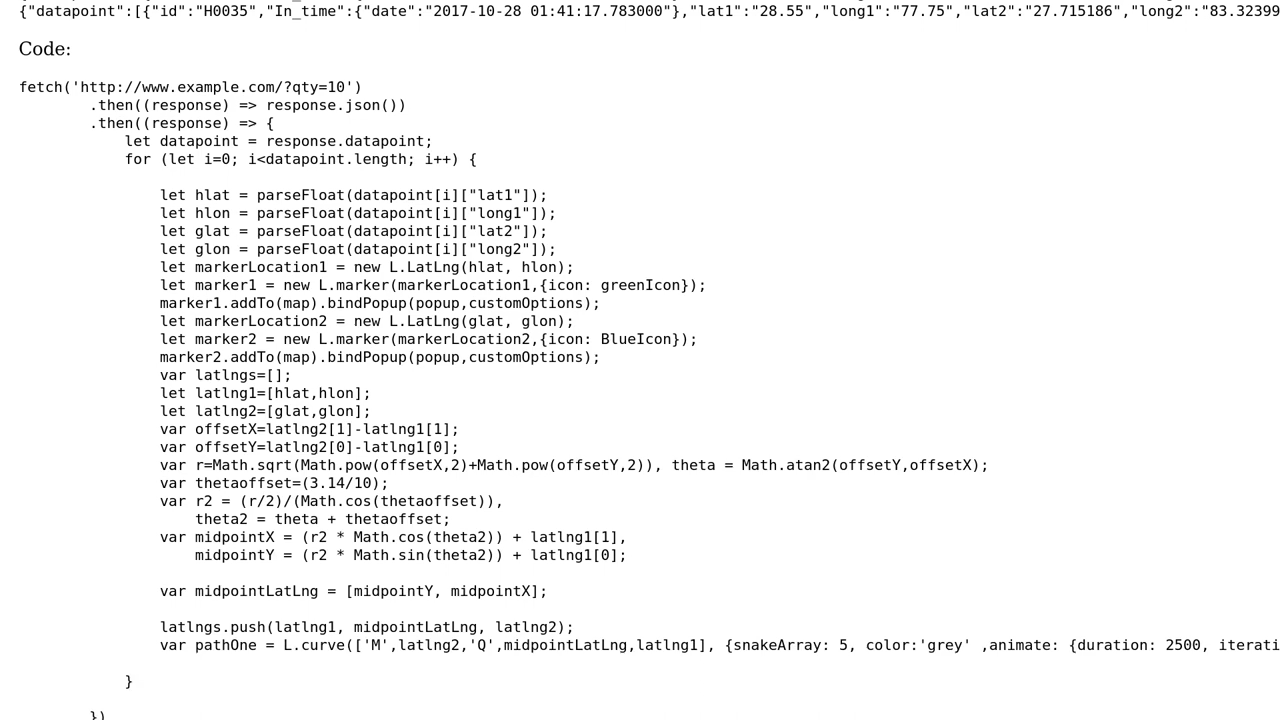 {"datapoint":[{"id":"H0035","In_time":{"date":"2017-10-28 01:41:17.783000"},"lat1":"28.55","long1":"77.75","lat2":"27.715186","long2":"83.32399
Code:
fetch('http://www.example.com/?qty=10')
        .then((response) => response.json())
        .then((response) => {
            let datapoint = response.datapoint;
            for (let i=0; i<datapoint.length; i++) {
                let hlat = parseFloat(datapoint[i]["lat1"]);
                let hlon = parseFloat(datapoint[i]["long1"]);
                let glat = parseFloat(datapoint[i]["lat2"]);
                let glon = parseFloat(datapoint[i]["long2"]);
                let markerLocation1 = new L.LatLng(hlat, hlon);
                let marker1 = new L.marker(markerLocation1,{icon: greenIcon});
                marker1.addTo(map).bindPopup(popup,customOptions);
                let markerLocation2 = new L.LatLng(glat, glon);
                let marker2 = new L.marker(markerLocation2,{icon: BlueIcon});
                marker2.addTo(map).bindPopup(popup,customOptions);
                var latlngs=[];
                let latlng1=[hlat,hlon];
                let latlng2=[glat,glon];
                var offsetX=latlng2[1]-latlng1[1];
                var offsetY=latlng2[0]-latlng1[0];
                var r=Math.sqrt(Math.pow(offsetX,2)+Math.pow(offsetY,2)), theta = Math.atan2(offsetY,offsetX);
                var thetaoffset=(3.14/10);
                var r2 = (r/2)/(Math.cos(thetaoffset)),
                    theta2 = theta + thetaoffset;
                var midpointX = (r2 * Math.cos(theta2)) + latlng1[1],
                    midpointY = (r2 * Math.sin(theta2)) + latlng1[0];
                var midpointLatLng = [midpointY, midpointX];
                latlngs.push(latlng1, midpointLatLng, latlng2);
                var pathOne = L.curve(['M',latlng2,'Q',midpointLatLng,latlng1], {snakeArray: 5, color:'grey' ,animate: {duration: 2500, iterati
            }
        })